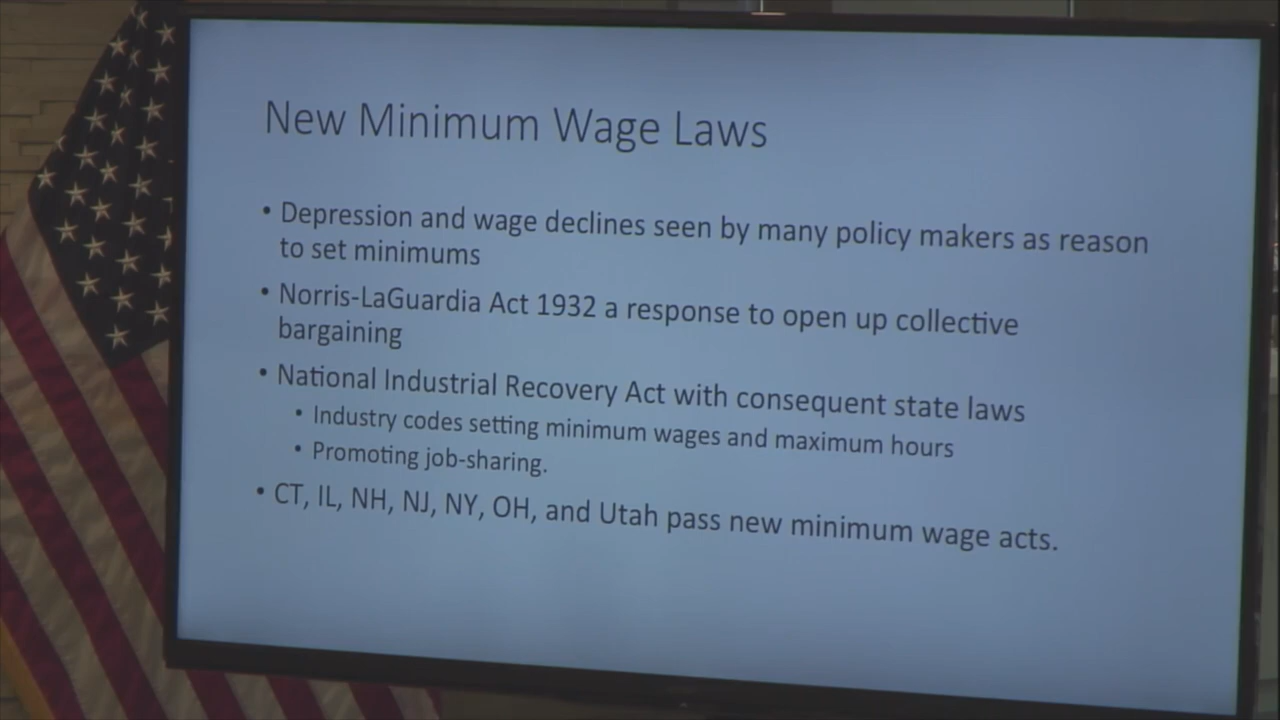 New Minimum Wage Laws
• Depression and wage declines seen by many policy makers as reason
to set minimums
• Norris-LaGuardia Act 1932 a response to open up collective
bargaining
• National Industrial Recovery Act with consequent state laws
• Industry codes setting minimum wages and maximum hours
• Promoting job-sharing.
• CT, IL, NH, NJ, NY, OH, and Utah pass new minimum wage acts.